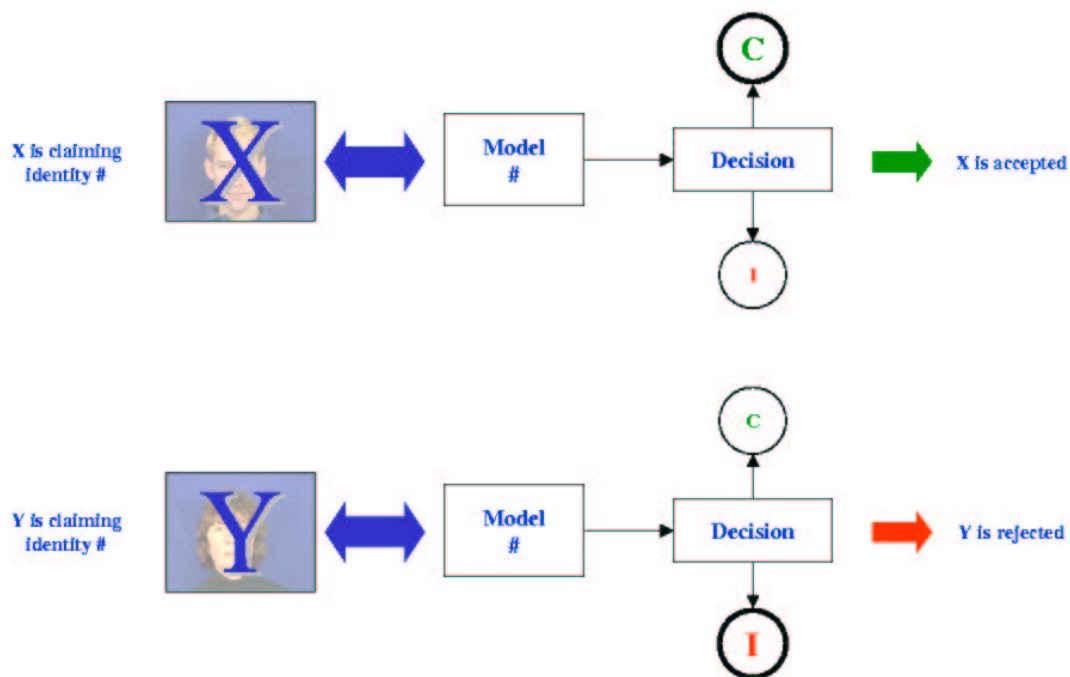 C
X is claiming
identity #
X
Model
#
Decision
X is accepted
I
C
Y is claiming
identity #
Y
Model
#
Decision
Y is rejected
I